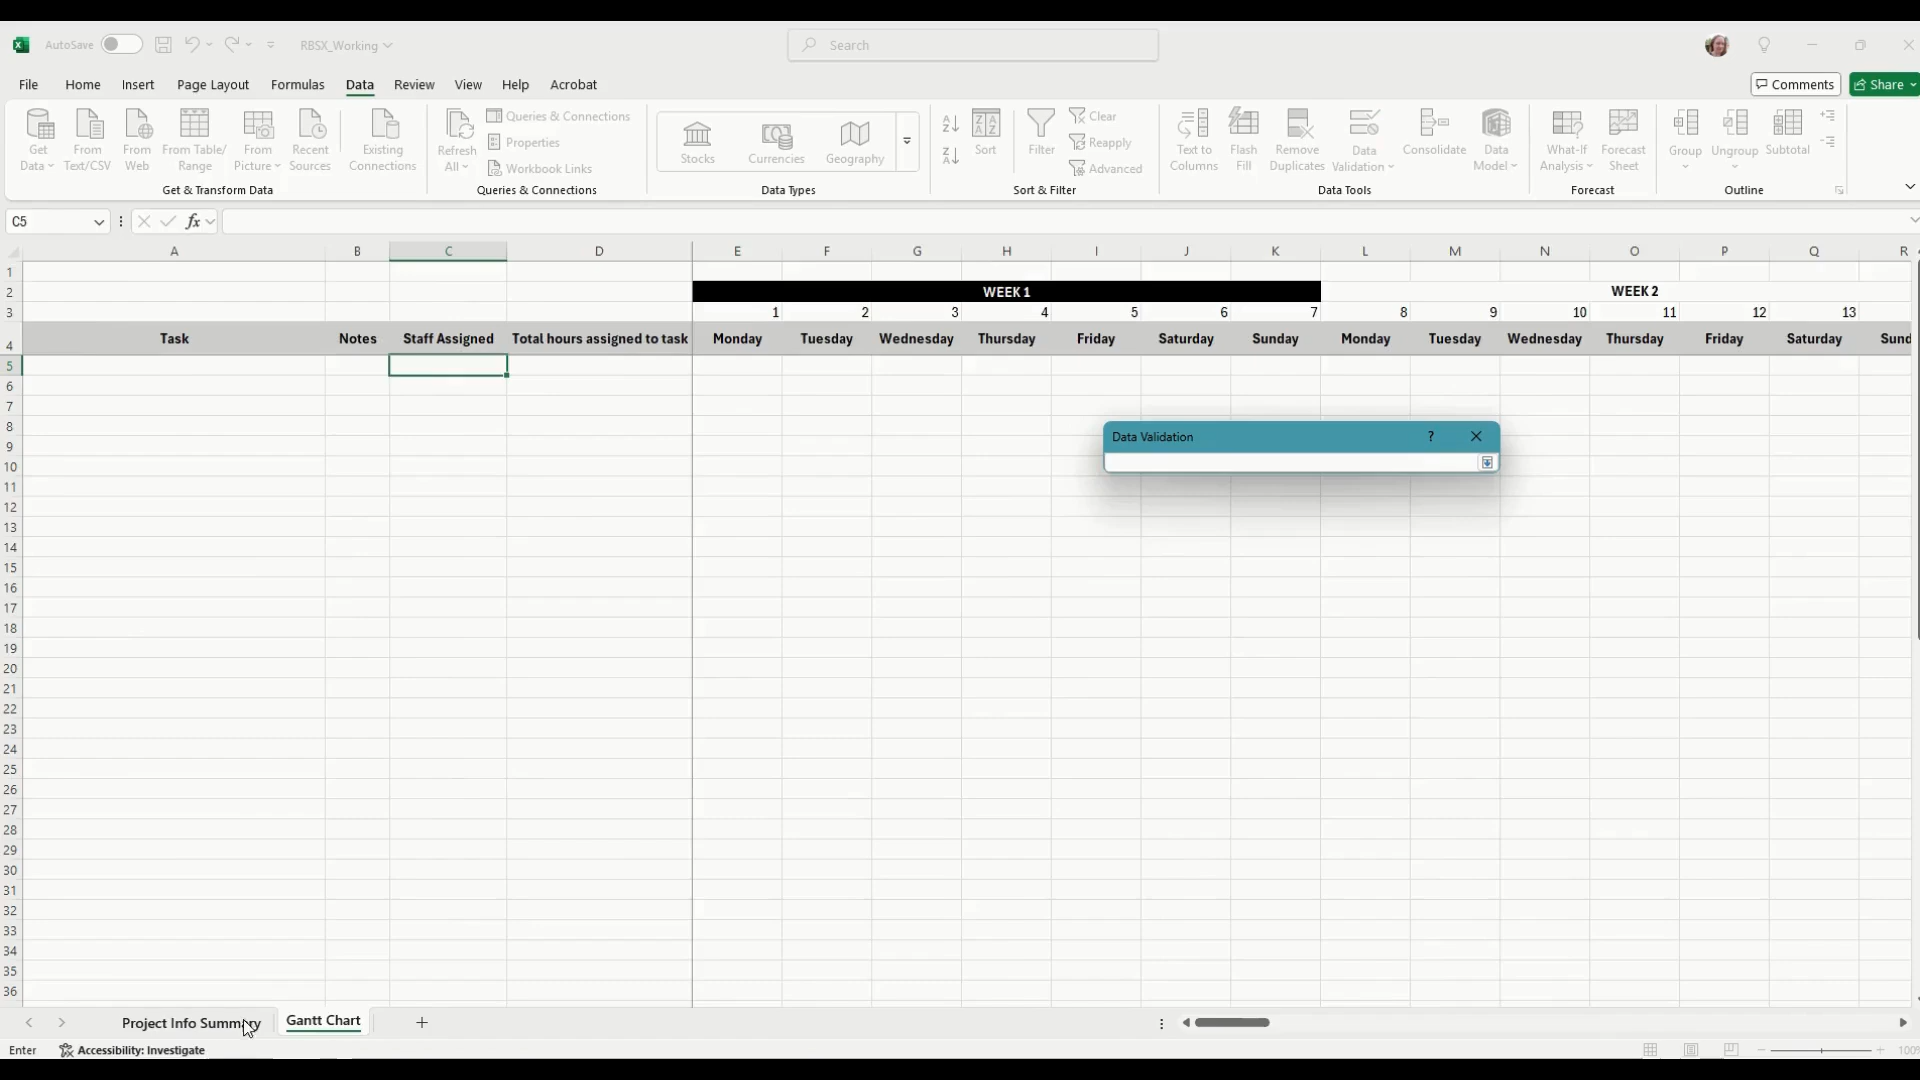 AutoSave RBSX_Working Search
File Home Insert Page Layout Formulas Data Review View Help Acrobat Comments Share
Get Data From Text/CSV From Web From Table/ Range From Picture Recent Sources Existing Connections
Get & Transform Data
Refresh All Queries & Connections
Properties
Workbook Links
Queries & Connections
Stocks Currencies Geography
Data Types
Sort Filter Clear
Reapply
Advanced
Sort & Filter
Text to Columns Flash Fill Remove Duplicates Data Validation Consolidate Data Model
Data Tools
What-If Analysis Forecast Sheet
Forecast
Group Ungroup Subtotal
Outline
C5 fx
A B C D E F G H I J K L M N O P Q R
1
2 WEEK 1 WEEK 2
3 1 2 3 4 5 6 7 8 9 10 11 12 13
4 Task Notes Staff Assigned Total hours assigned to task Monday Tuesday Wednesday Thursday Friday Saturday Sunday Monday Tuesday Wednesday Thursday Friday Saturday Sund
5
6
7
8
9
10
11
12
13
14
15
16
17
18
19
20
21
22
23
24
25
26
27
28
29
30
31
32
33
34
35
36
Data Validation ?
Project Info Summary Gantt Chart
Enter Accessibility: Investigate 100%